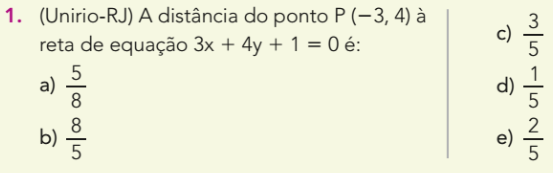 1. (Unirio-RJ) A distância do ponto P (−3, 4) à
reta de equação 3x + 4y + 1 = 0 é:
a) 5/8
b) 8/5
c) 3/5
d) 1/5
e) 2/5